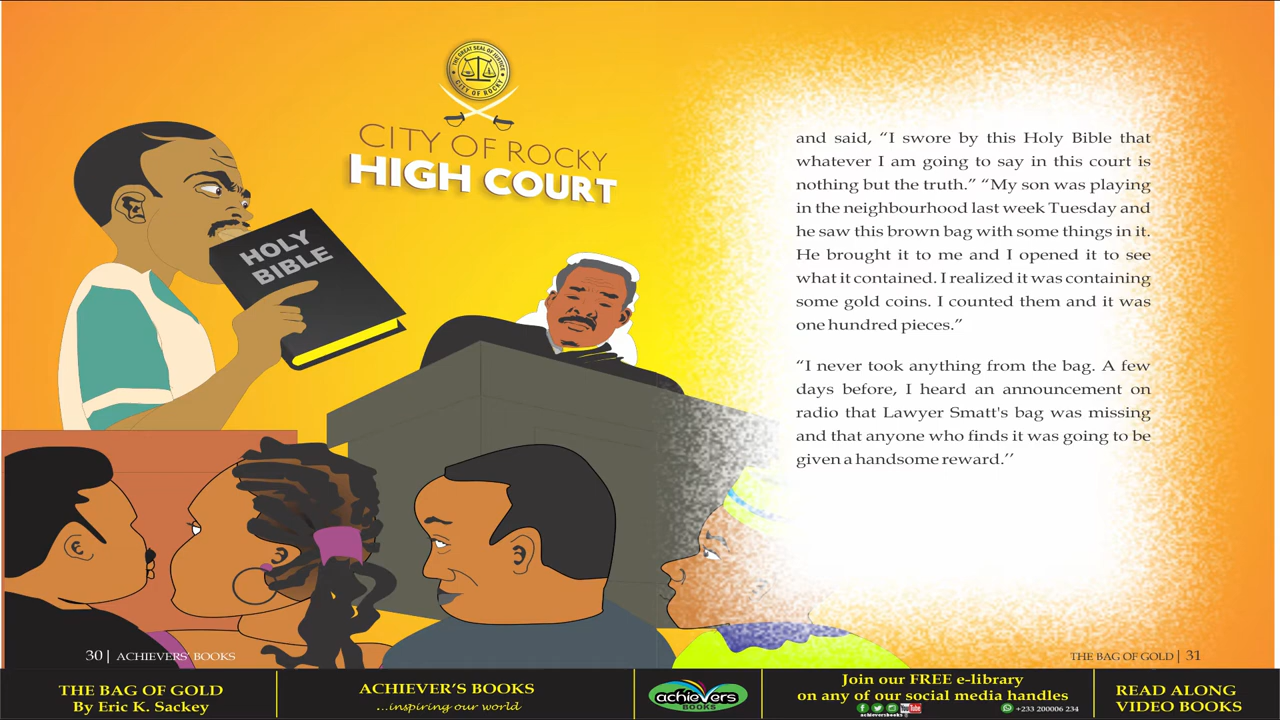 THE GREAT SEAL OF JUSTICE
CITY OF ROCKY
CITY OF ROCKY
HIGH COURT
HOLY
BIBLE
and said, “I swore by this Holy Bible that
whatever I am going to say in this court is
nothing but the truth.” “My son was playing
in the neighbourhood last week Tuesday and
he saw this brown bag with some things in it.
He brought it to me and I opened it to see
what it contained. I realized it was containing
some gold coins. I counted them and it was
one hundred pieces.”
“I never took anything from the bag. A few
days before, I heard an announcement on
radio that Lawyer Smatt's bag was missing
and that anyone who finds it was going to be
given a handsome reward.’’
30| ACHIEVERS’ BOOKS
THE BAG OF GOLD| 31
THE BAG OF GOLD
By Eric K. Sackey
ACHIEVER’S BOOKS
...inspiring our world
achievers
BOOKS
Join our FREE e-library
on any of our social media handles
YouTube
achieversbooks
+233 200006 234
READ ALONG
VIDEO BOOKS